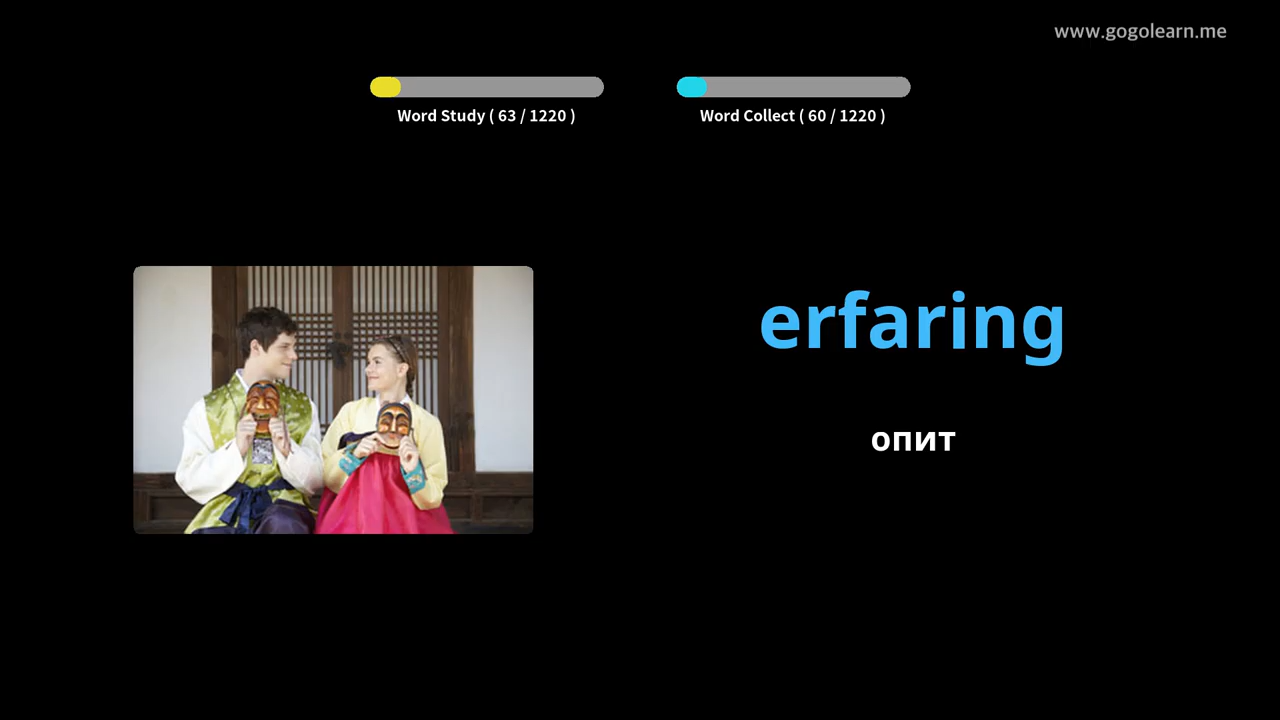 www.gogolearn.me
Word Study ( 63 / 1220 )
Word Collect ( 60 / 1220 )
erfaring
опит